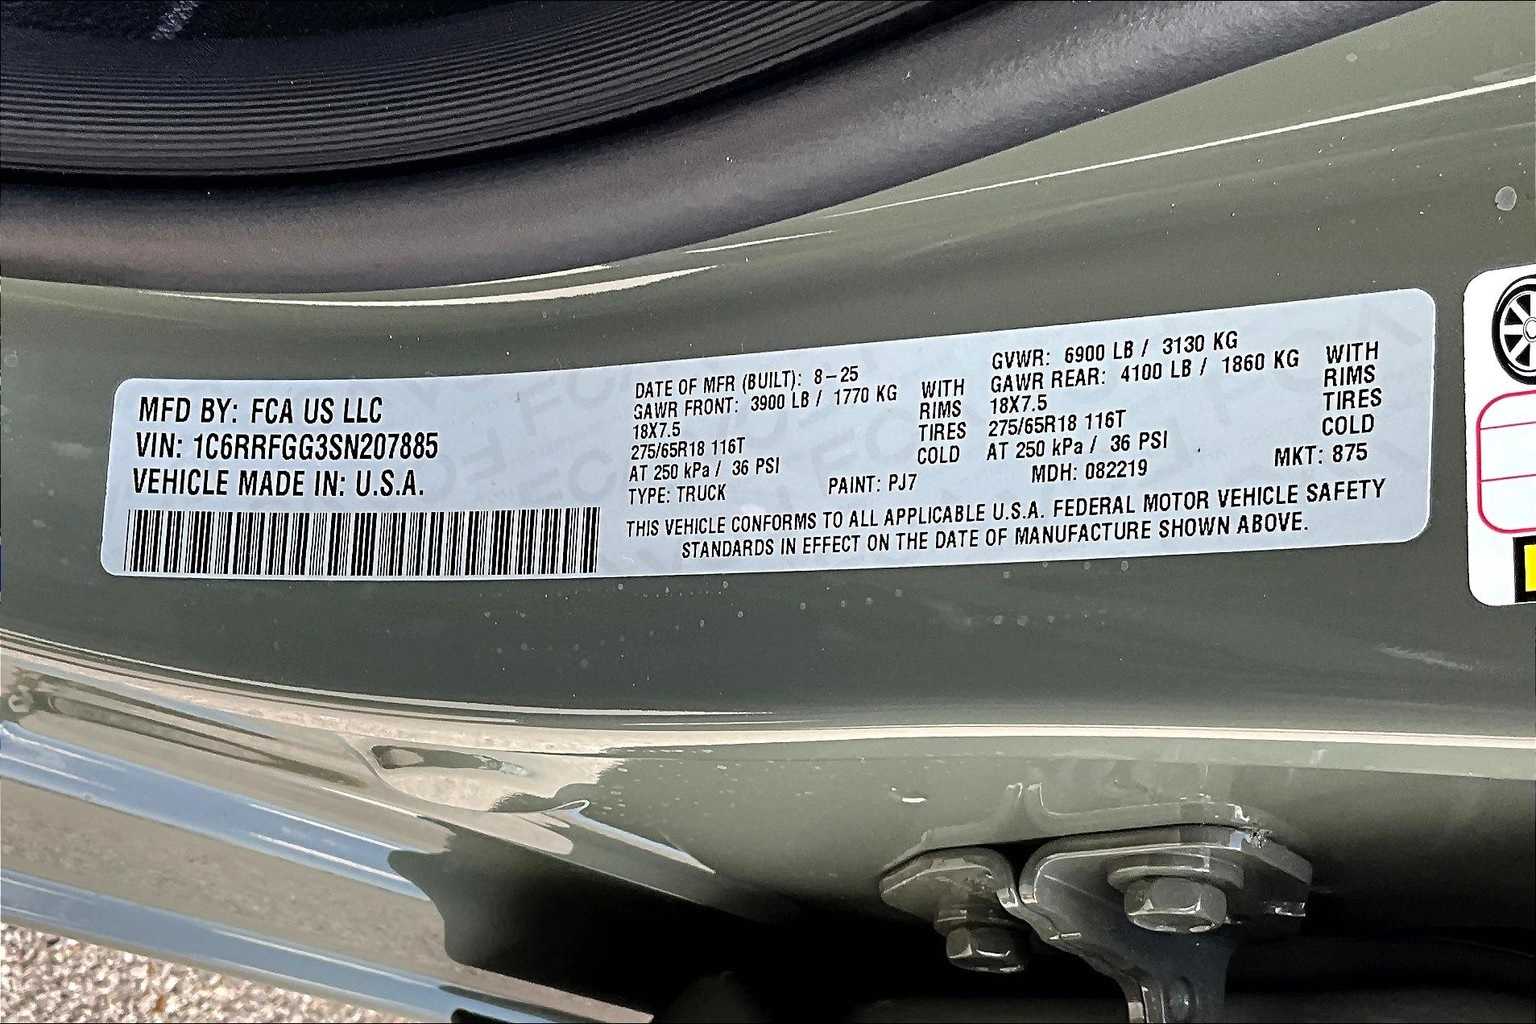 MFD BY: FCA US LLC
VIN: 1C6RRFGG3SN207885
VEHICLE MADE IN: U.S.A.
DATE OF MFR (BUILT): 8-25
GAWR FRONT: 3900 LB / 1770 KG WITH
18X7.5 RIMS
275/65R18 116T TIRES
AT 250 kPa / 36 PSI COLD
TYPE: TRUCK PAINT: PJ7
GVWR: 6900 LB / 3130 KG
GAWR REAR: 4100 LB / 1860 KG WITH
18X7.5 RIMS
275/65R18 116T TIRES
AT 250 kPa / 36 PSI COLD
MDH: 082219 MKT: 875
THIS VEHICLE CONFORMS TO ALL APPLICABLE U.S.A. FEDERAL MOTOR VEHICLE SAFETY
STANDARDS IN EFFECT ON THE DATE OF MANUFACTURE SHOWN ABOVE.